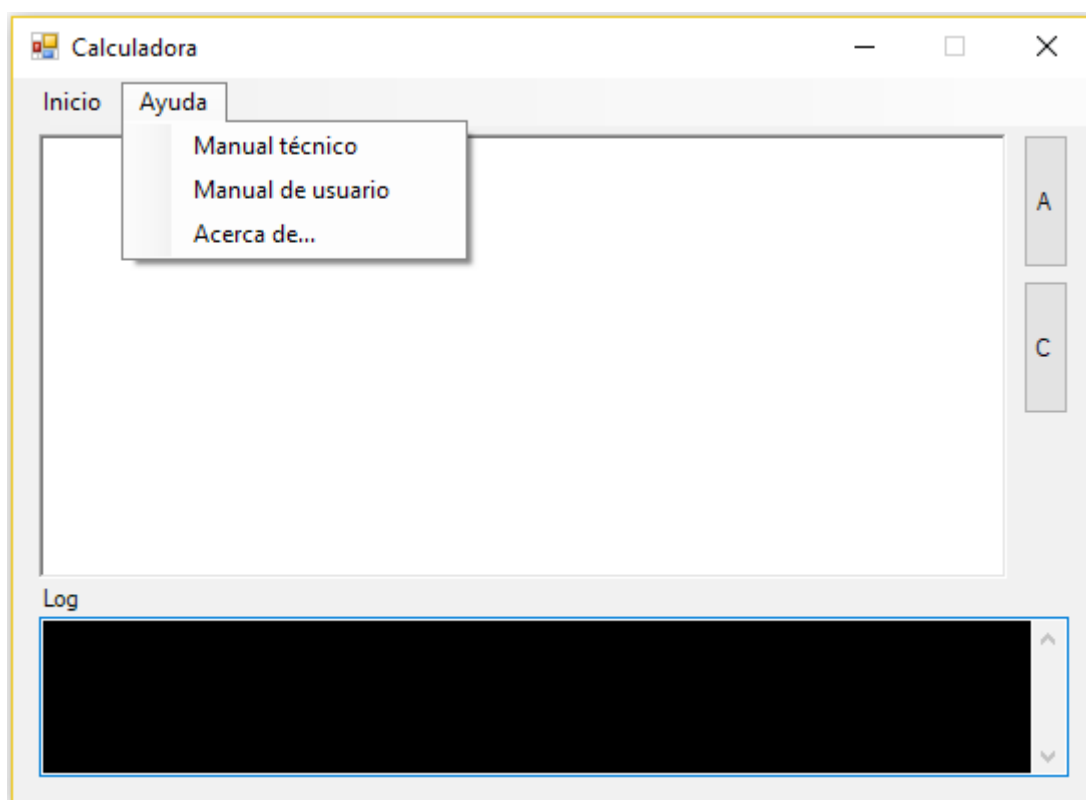 Calculadora
Inicio Ayuda
Manual técnico
Manual de usuario
Acerca de...
A
C
Log